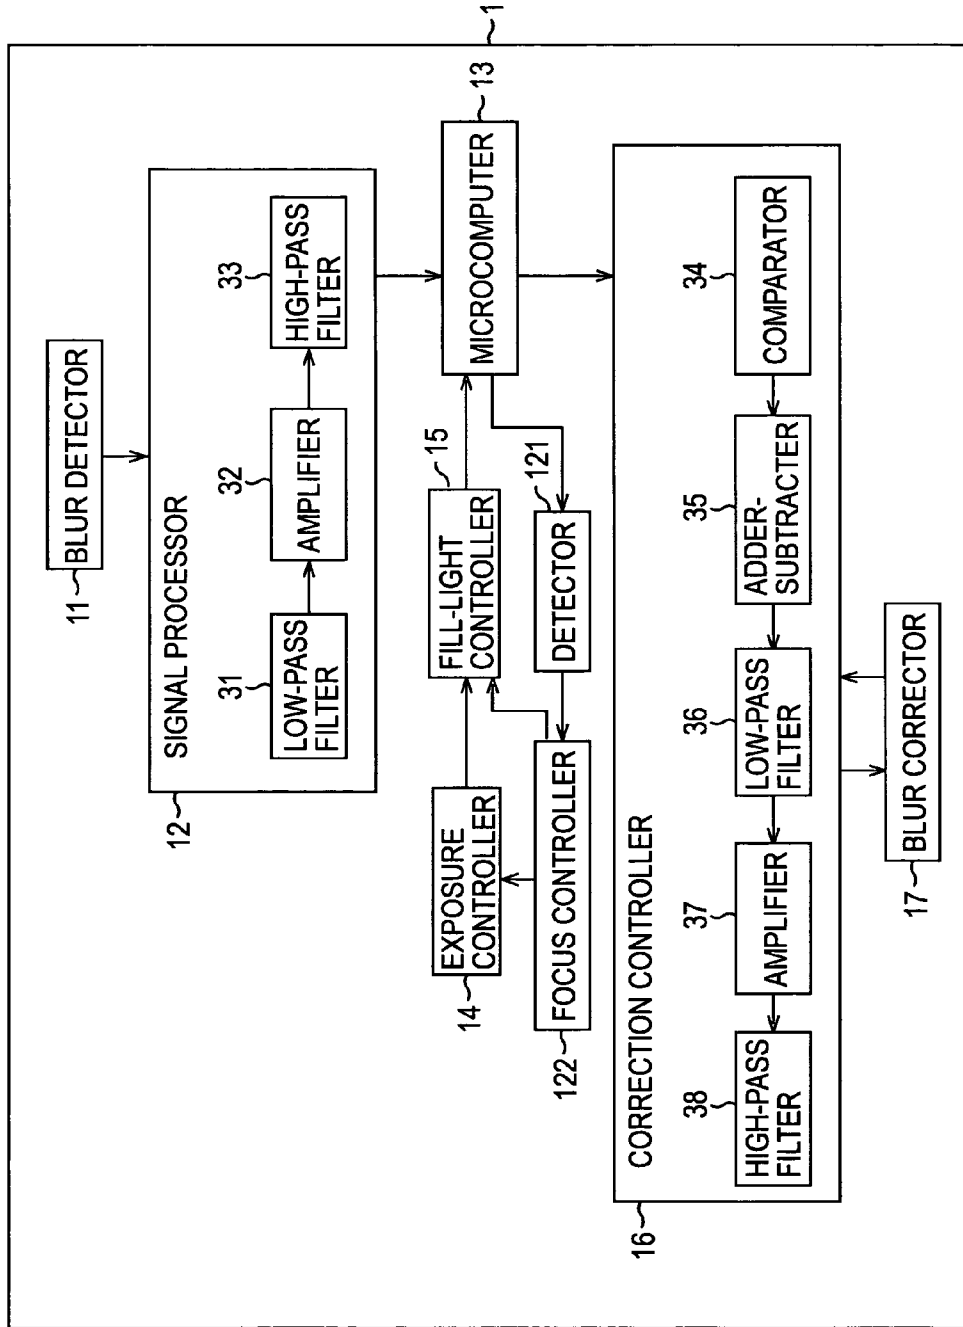 1
11
BLUR DETECTOR
12
SIGNAL PROCESSOR
31
LOW-PASS
FILTER
32
AMPLIFIER
33
HIGH-PASS
FILTER
14
EXPOSURE
CONTROLLER
15
FILL-LIGHT
CONTROLLER
13
MICROCOMPUTER
122
FOCUS CONTROLLER
121
DETECTOR
16
CORRECTION CONTROLLER
38
HIGH-PASS
FILTER
37
AMPLIFIER
36
LOW-PASS
FILTER
35
ADDER-
SUBTRACTER
34
COMPARATOR
17
BLUR CORRECTOR